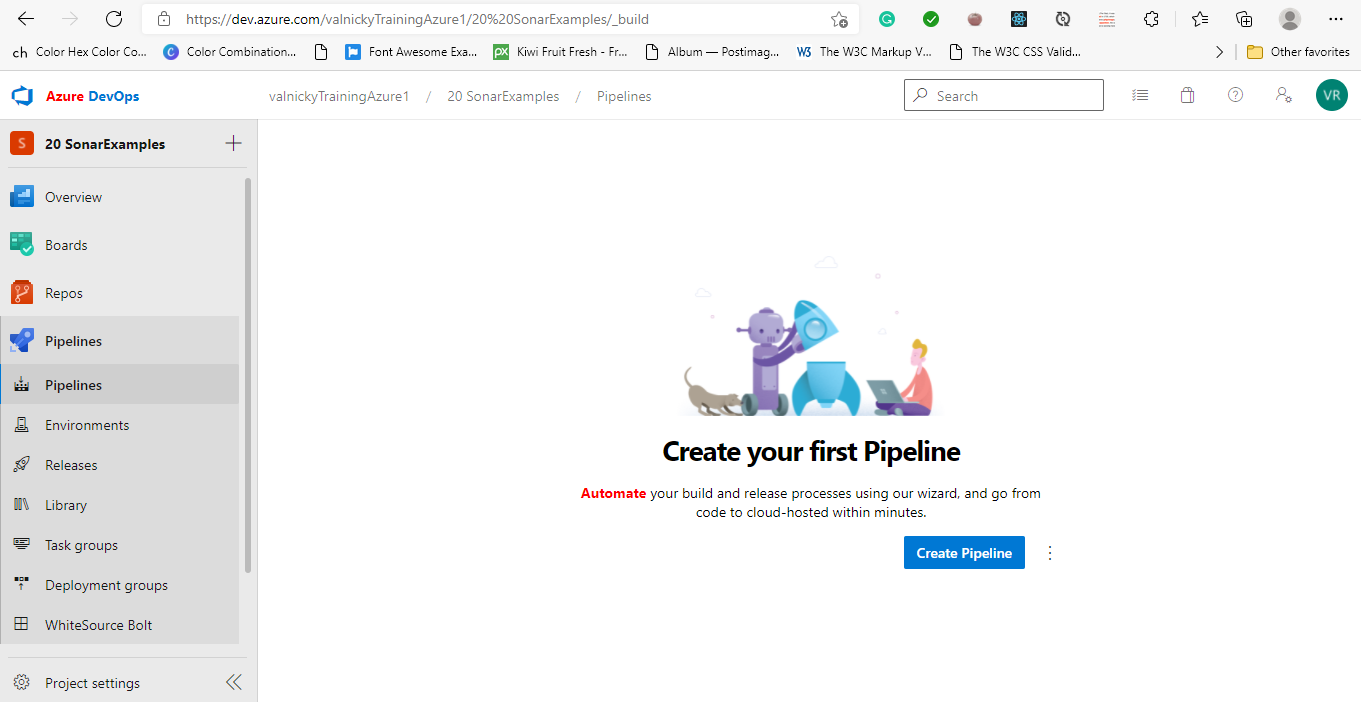 https://dev.azure.com/valnickyTrainingAzure1/20%20SonarExamples/_build
ch Color Hex Color Co... C Color Combination... Font Awesome Exa... px Kiwi Fruit Fresh - Fr... Album — Postimag... W3 The W3C Markup V... The W3C CSS Valid... Other favorites
Azure DevOps
valnickyTrainingAzure1 / 20 SonarExamples / Pipelines
Search
VR
S 20 SonarExamples
Overview
Boards
Repos
Pipelines
Pipelines
Environments
Releases
Library
Task groups
Deployment groups
WhiteSource Bolt
Project settings
Create your first Pipeline
Automate your build and release processes using our wizard, and go from
code to cloud-hosted within minutes.
Create Pipeline